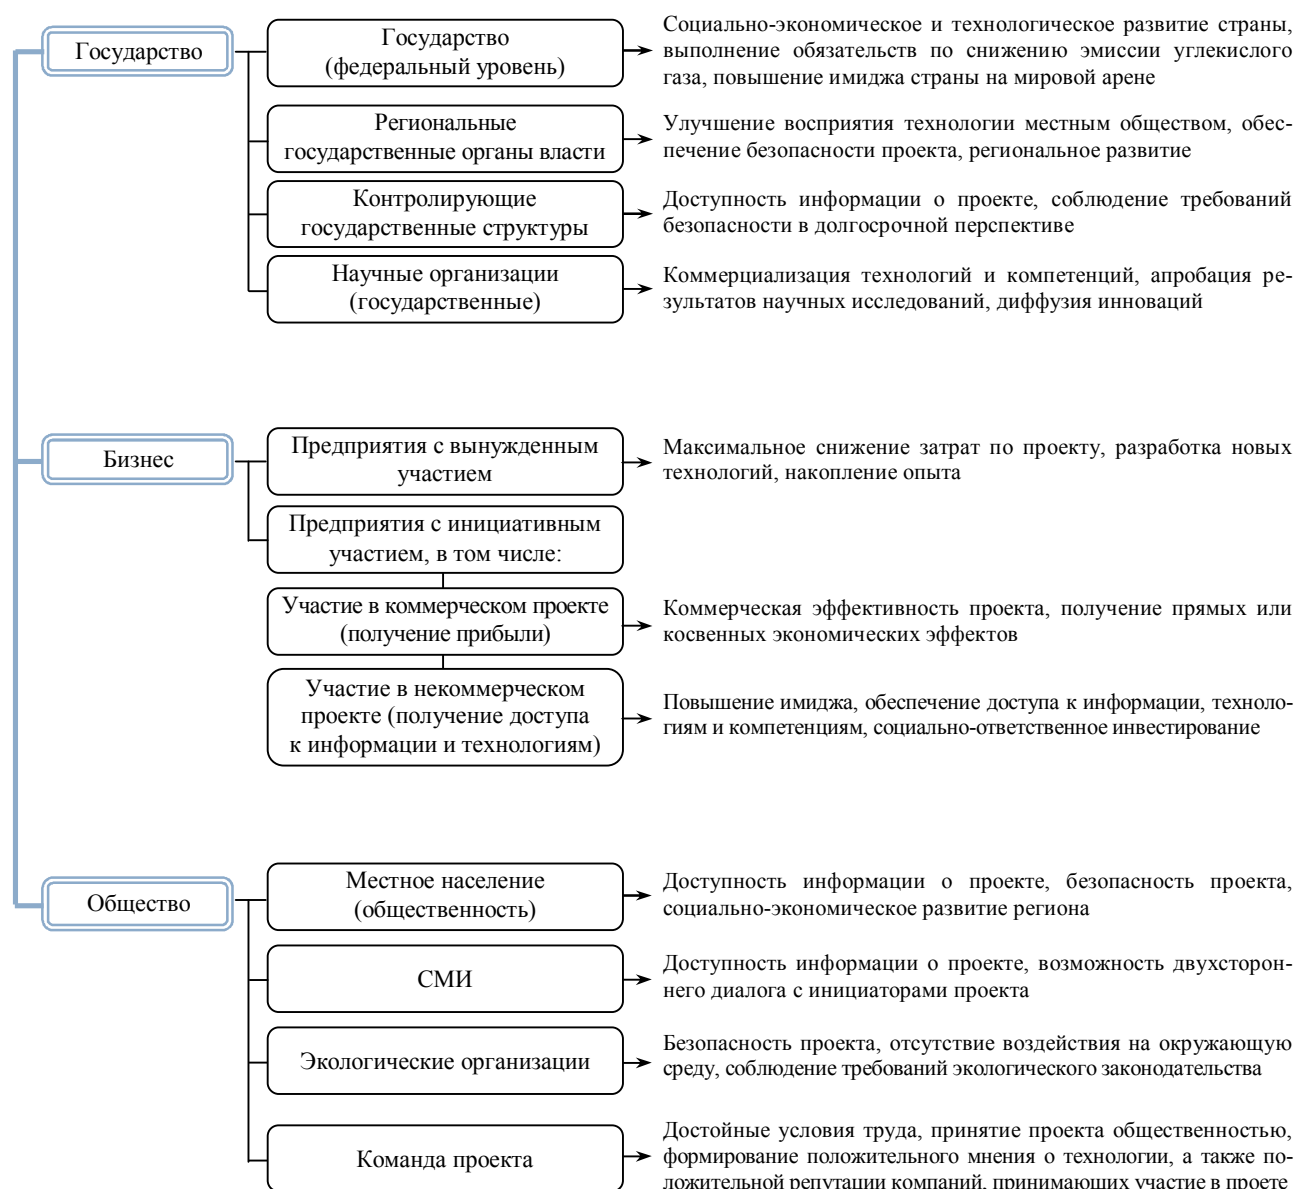 Государство
Государство
(федеральный уровень)
Социально-экономическое и технологическое развитие страны,
выполнение обязательств по снижению эмиссии углекислого
газа, повышение имиджа страны на мировой арене
Региональные
государственные органы власти
Улучшение восприятия технологии местным обществом, обес-
печение безопасности проекта, региональное развитие
Контролирующие
государственные структуры
Доступность информации о проекте, соблюдение требований
безопасности в долгосрочной перспективе
Научные организации
(государственные)
Коммерциализация технологий и компетенций, апробация ре-
зультатов научных исследований, диффузия инноваций
Бизнес
Предприятия с вынужденным
участием
Максимальное снижение затрат по проекту, разработка новых
технологий, накопление опыта
Предприятия с инициативным
участием, в том числе:
Участие в коммерческом проекте
(получение прибыли)
Коммерческая эффективность проекта, получение прямых или
косвенных экономических эффектов
Участие в некоммерческом
проекте (получение доступа
к информации и технологиям)
Повышение имиджа, обеспечение доступа к информации, техноло-
гиям и компетенциям, социально-ответственное инвестирование
Общество
Местное население
(общественность)
Доступность информации о проекте, безопасность проекта,
социально-экономическое развитие региона
СМИ
Доступность информации о проекте, возможность двухсторон-
него диалога с инициаторами проекта
Экологические организации
Безопасность проекта, отсутствие воздействия на окружающую
среду, соблюдение требований экологического законодательства
Команда проекта
Достойные условия труда, принятие проекта общественностью,
формирование положительного мнения о технологии, а также по-
ложительной репутации компаний, принимающих участие в проете